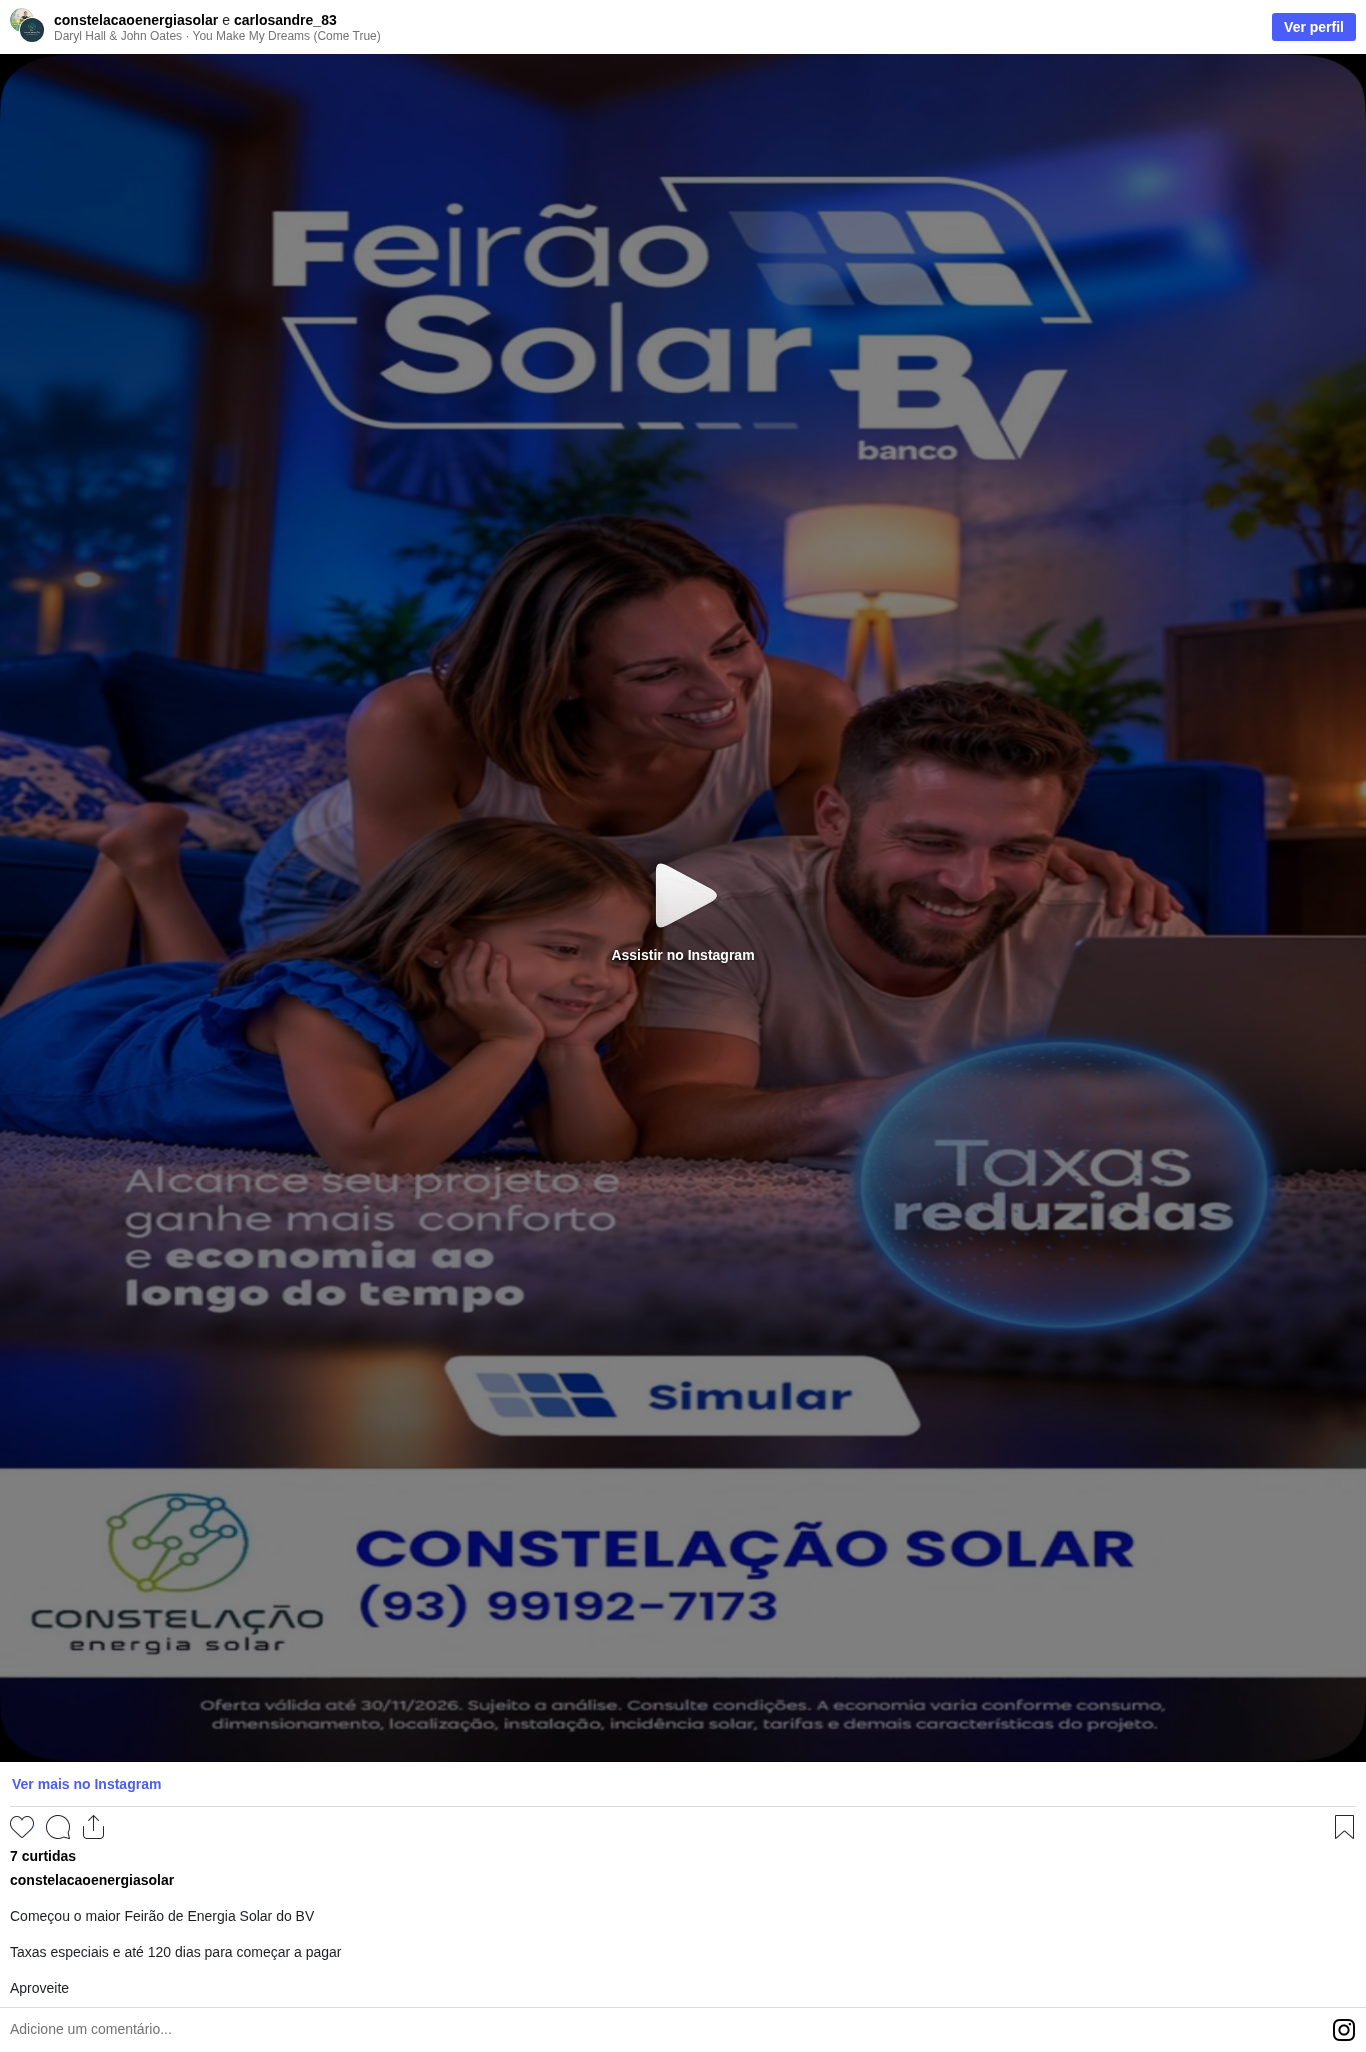 constelacaoenergiasolar e carlosandre_83
Daryl Hall & John Oates · You Make My Dreams (Come True)
Ver perfil
Feirão
Solar
BV
banco
Assistir no Instagram
Alcance seu projeto e
ganhe mais conforto
e economia ao
longo do tempo
Taxas
reduzidas
Simular
CONSTELAÇÃO
energia solar
CONSTELAÇÃO SOLAR
(93) 99192-7173
Oferta válida até 30/11/2026. Sujeito a análise. Consulte condições. A economia varia conforme consumo,
dimensionamento, localização, instalação, incidência solar, tarifas e demais características do projeto.
Ver mais no Instagram
7 curtidas
constelacaoenergiasolar
Começou o maior Feirão de Energia Solar do BV
Taxas especiais e até 120 dias para começar a pagar
Aproveite
Adicione um comentário...